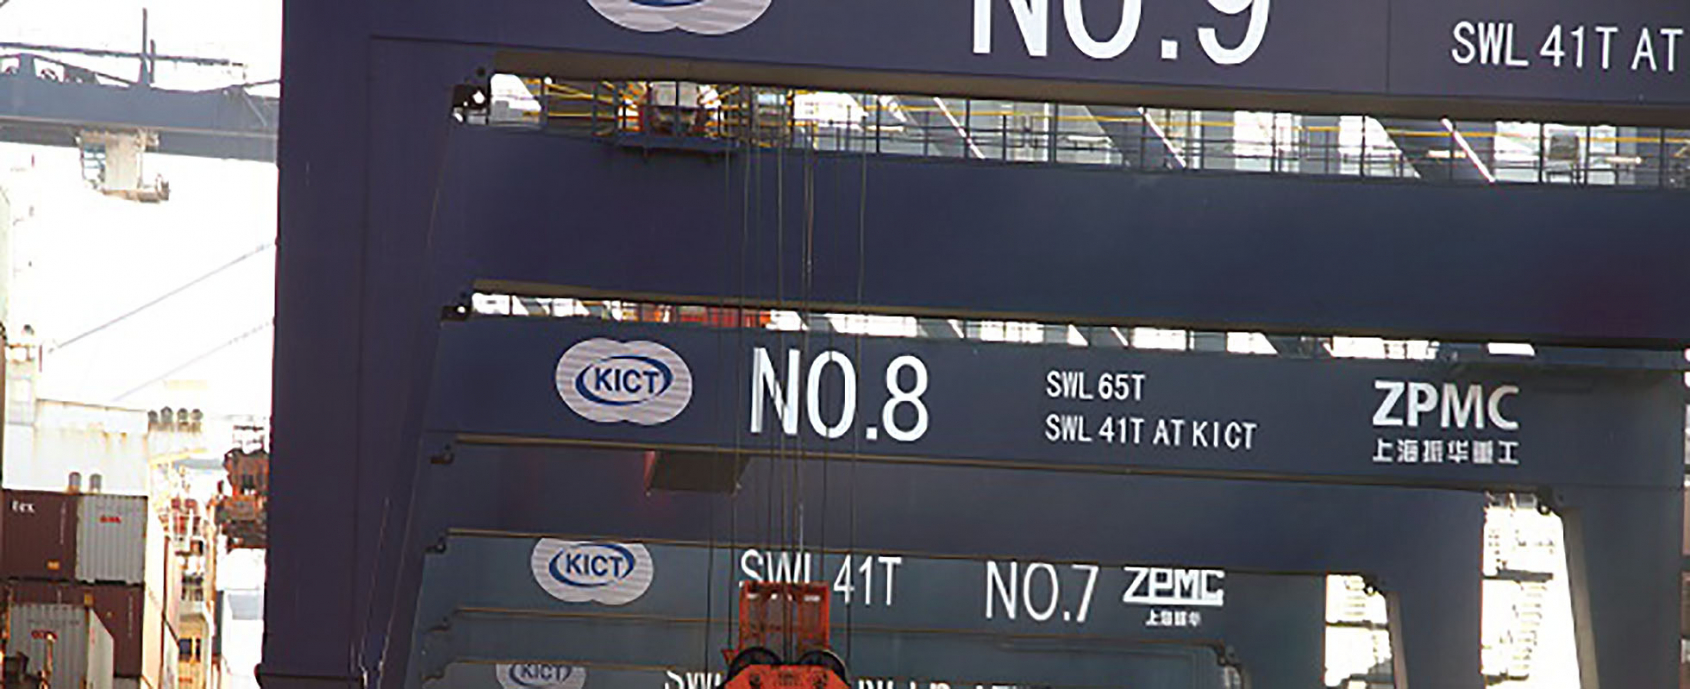 NO.9
SWL 41T AT
KICT
NO.8
SWL 65T
SWL 41T AT KICT
ZPMC
上海振华重工
KICT
SWL 41T
NO.7
ZPMC
上海振华
KICT
SWL